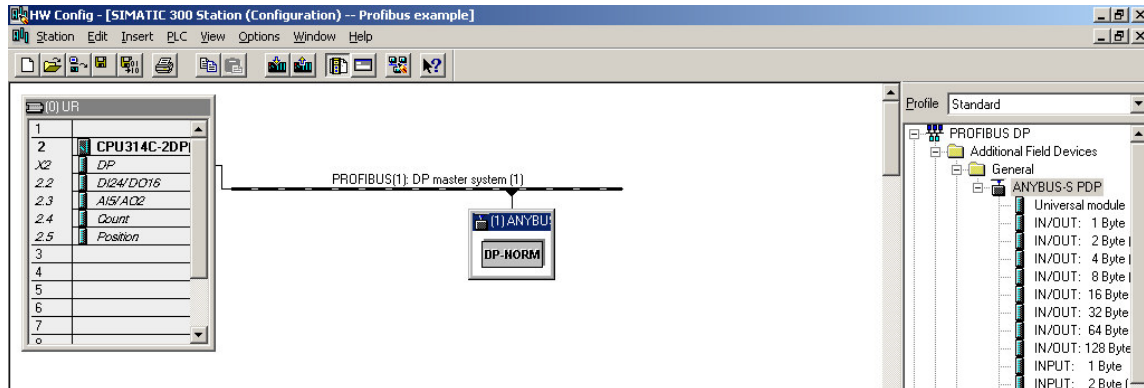 HW Config - [SIMATIC 300 Station (Configuration) -- Profibus example]
Station Edit Insert PLC View Options Window Help
(0) UR
1
2 CPU314C-2DP(
X2 DP
2.2 DI24/DO16
2.3 AI5/AO2
2.4 Count
2.5 Position
3
4
5
6
7
PROFIBUS(1): DP master system (1)
(1) ANYBUS
DP-NORM
Profile Standard
PROFIBUS DP
Additional Field Devices
General
ANYBUS-S PDP
Universal module
IN/OUT: 1 Byte
IN/OUT: 2 Byte (
IN/OUT: 4 Byte (
IN/OUT: 8 Byte (
IN/OUT: 16 Byte
IN/OUT: 32 Byte
IN/OUT: 64 Byte
IN/OUT: 128 Byte
INPUT: 1 Byte
INPUT: 2 Byte (